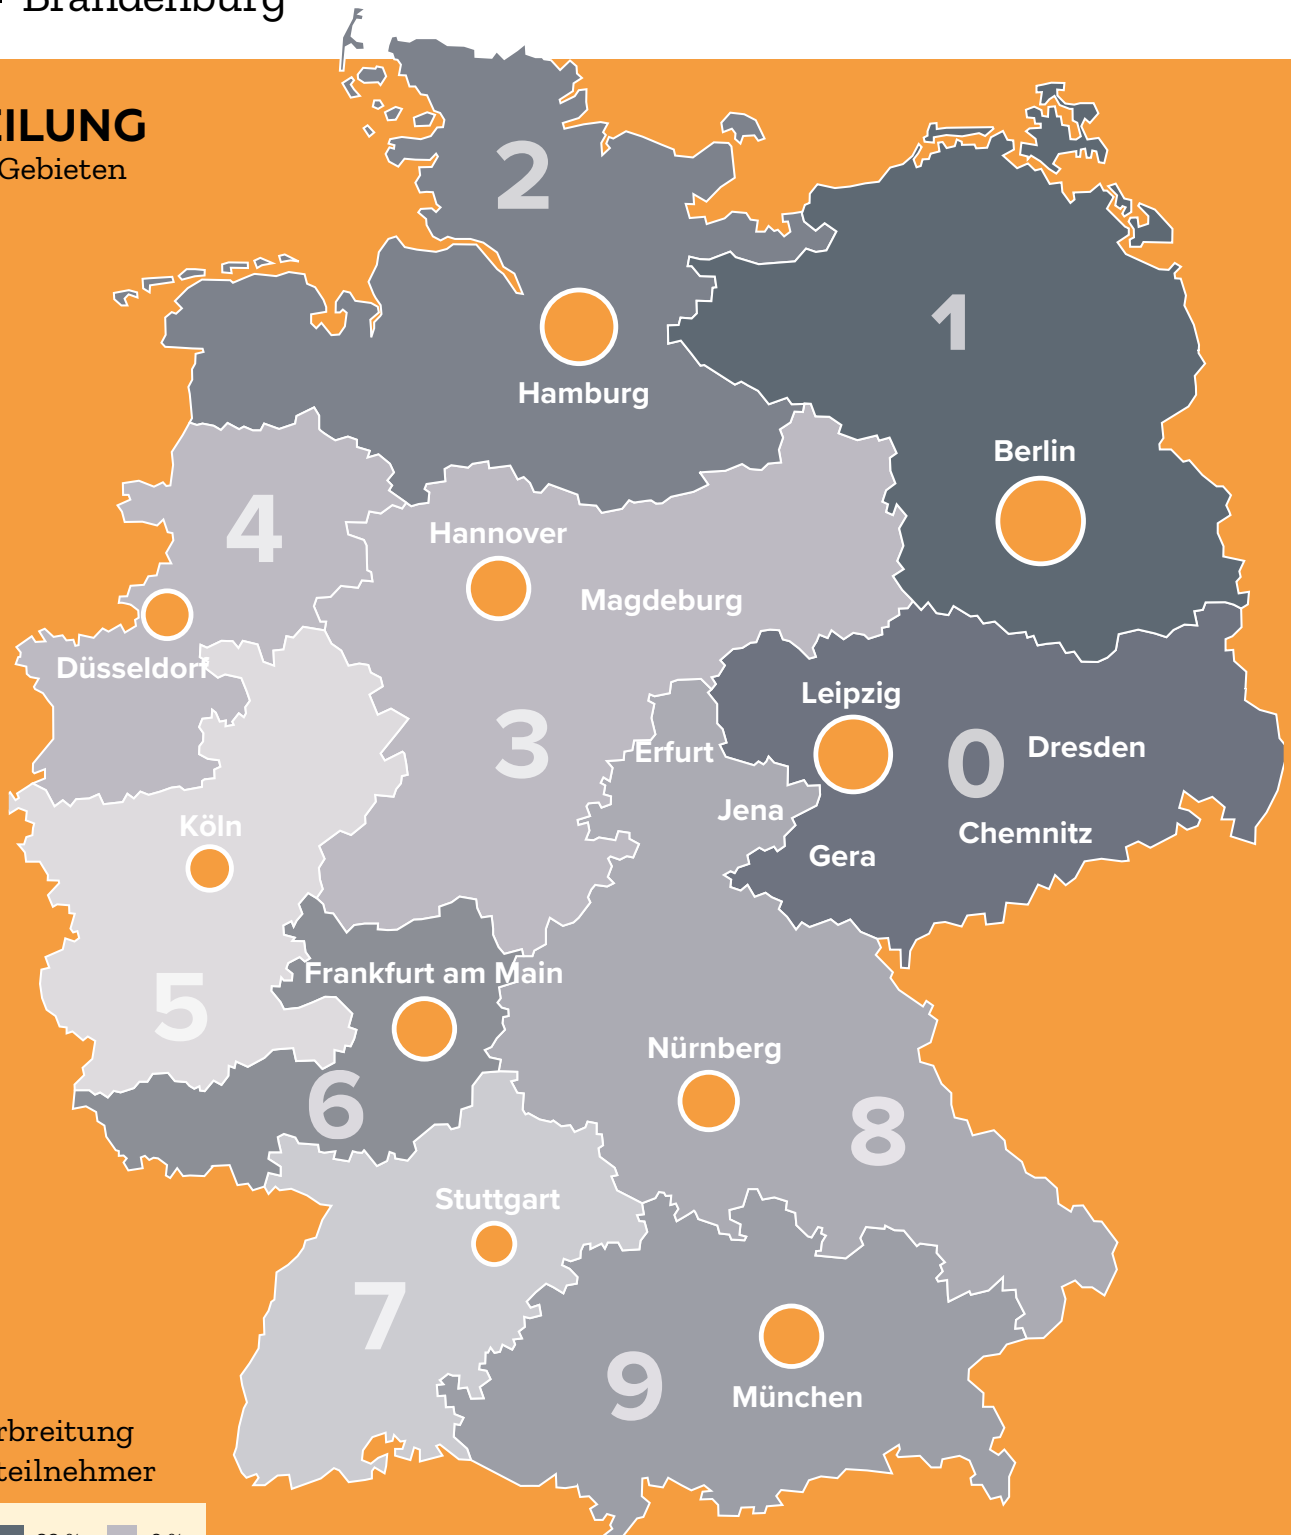 Brandenburg
EILUNG
Gebieten
2
1
Hamburg
Berlin
4
Hannover
Magdeburg
Düsseldorf
Leipzig
3
Erfurt
0
Dresden
Jena
Köln
Chemnitz
Gera
Frankfurt am Main
5
Nürnberg
6
8
Stuttgart
7
9
München
rbreitung
teilnehmer